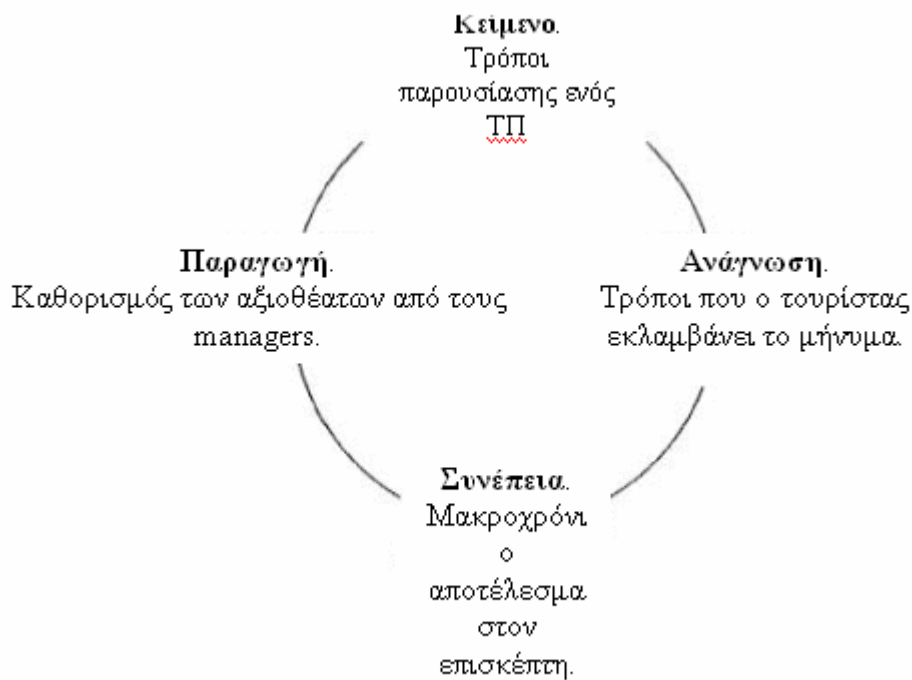 Κείμενο.
Τρόποι
παρουσίασης ενός
ΤΠ
Παραγωγή.
Καθορισμός των αξιοθέατων από τους
managers.
Ανάγνωση.
Τρόποι που ο τουρίστας
εκλαμβάνει το μήνυμα.
Συνέπεια.
Μακροχρόνι
ο
αποτέλεσμα
στον
επισκέπτη.